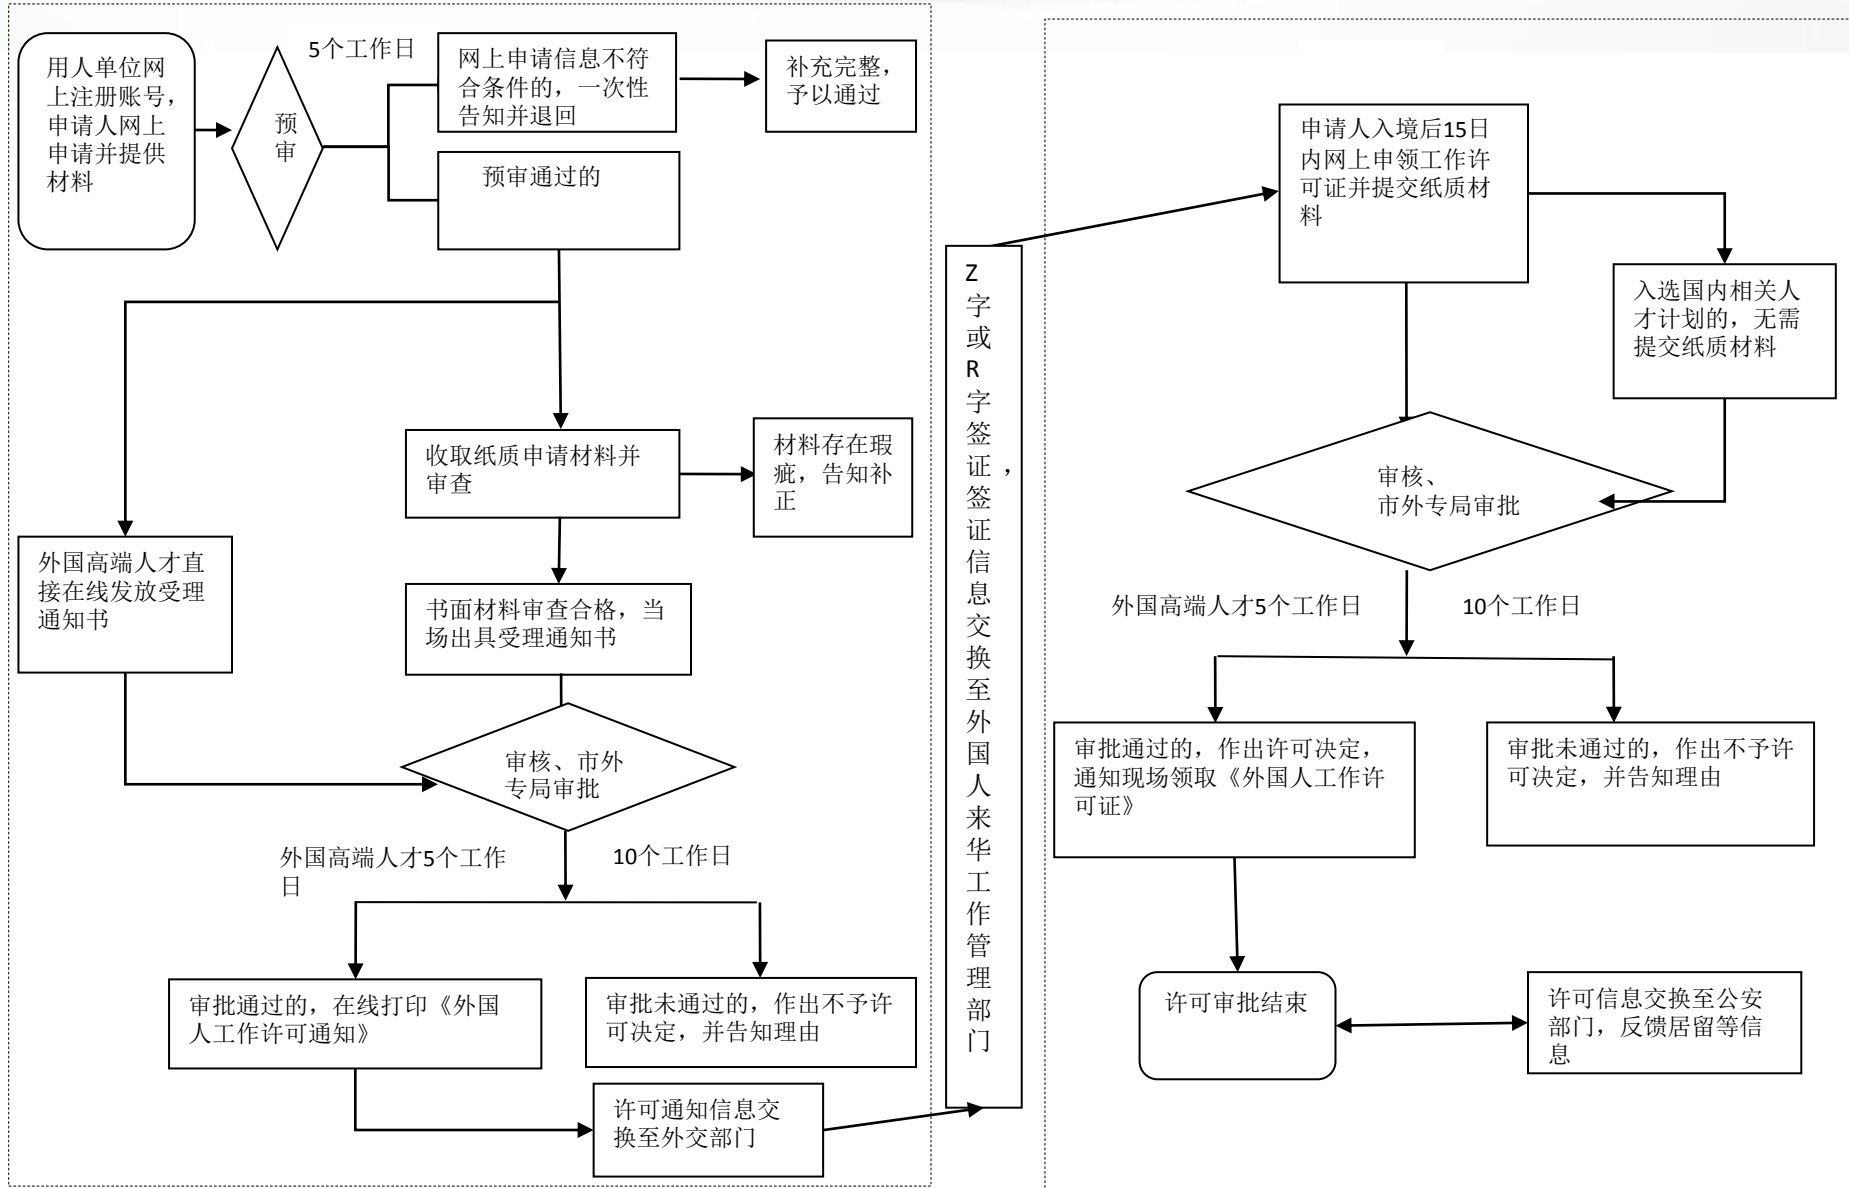 用人单位网
上注册账号，
申请人网上
申请并提供
材料
预
审
5个工作日
网上申请信息不符
合条件的，一次性
告知并退回
补充完整，
予以通过
预审通过的
收取纸质申请材料并
审查
材料存在瑕
疵，告知补
正
外国高端人才直
接在线发放受理
通知书
书面材料审查合格，当
场出具受理通知书
审核、市外
专局审批
外国高端人才5个工作
日
10个工作日
审批通过的，在线打印《外国
人工作许可通知》
审批未通过的，作出不予许
可决定，并告知理由
许可通知信息交
换至外交部门
Z
字
或
R
字
签
证，
签
证
信
息
交
换
至
外
国
人
来
华
工
作
管
理
部
门
申请人入境后15日
内网上申领工作许
可证并提交纸质材
料
入选国内相关人
才计划的，无需
提交纸质材料
审核、
市外专局审批
外国高端人才5个工作日
10个工作日
审批通过的，作出许可决定，
通知现场领取《外国人工作许
可证》
审批未通过的，作出不予许
可决定，并告知理由
许可审批结束
许可信息交换至公安
部门，反馈居留等信
息